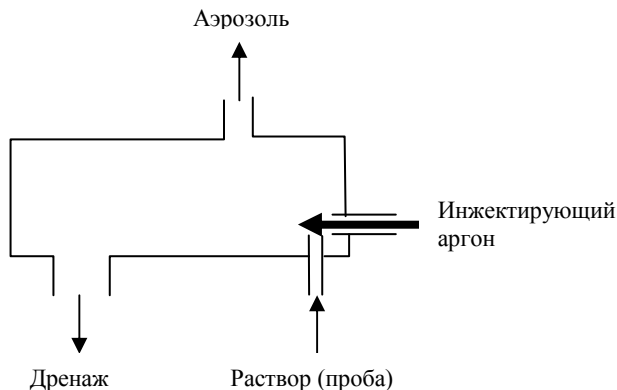 Аэрозоль
Инжектирующий
аргон
Дренаж
Раствор (проба)